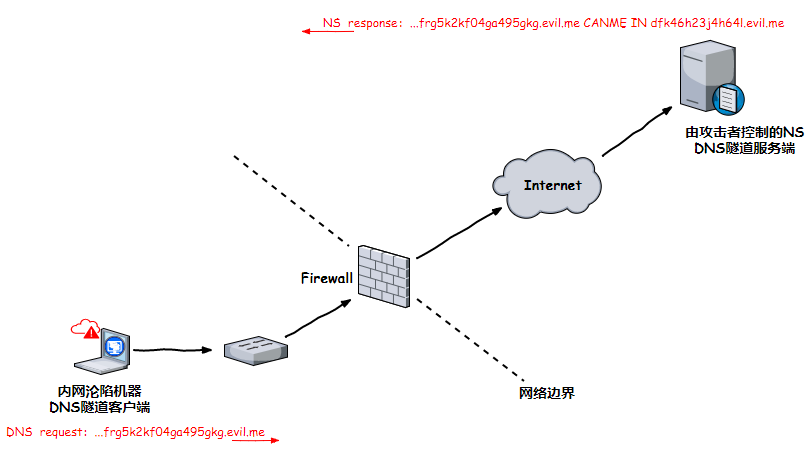 NS response: ...frg5k2kf04ga495gkg.evil.me CANME IN dfk46h23j4h64l.evil.me
由攻击者控制的NS
DNS隧道服务端
Internet
Firewall
内网沦陷机器
DNS隧道客户端
网络边界
DNS request: ...frg5k2kf04ga495gkg.evil.me